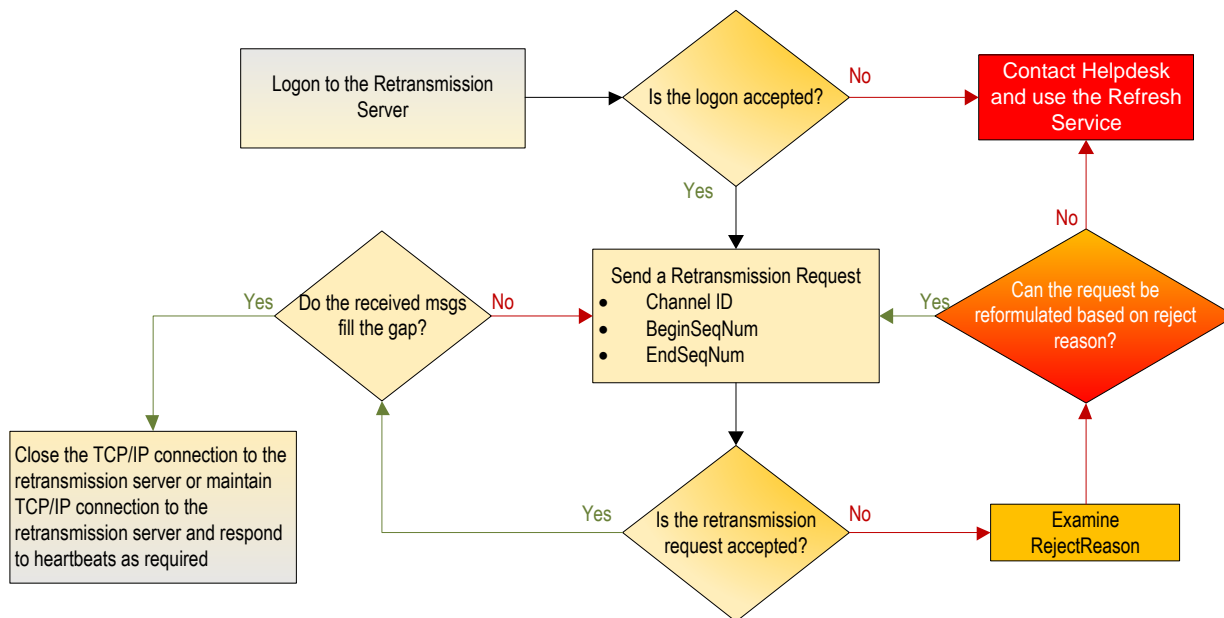 Logon to the Retransmission
Server
Is the logon accepted?
No
Contact Helpdesk
and use the Refresh
Service
Yes
No
Send a Retransmission Request
• Channel ID
• BeginSeqNum
• EndSeqNum
Yes
Do the received msgs
fill the gap?
No
Yes
Can the request be
reformulated based on reject
reason?
Close the TCP/IP connection to the
retransmission server or maintain
TCP/IP connection to the
retransmission server and respond
to heartbeats as required
Yes
Is the retransmission
request accepted?
No
Examine
RejectReason